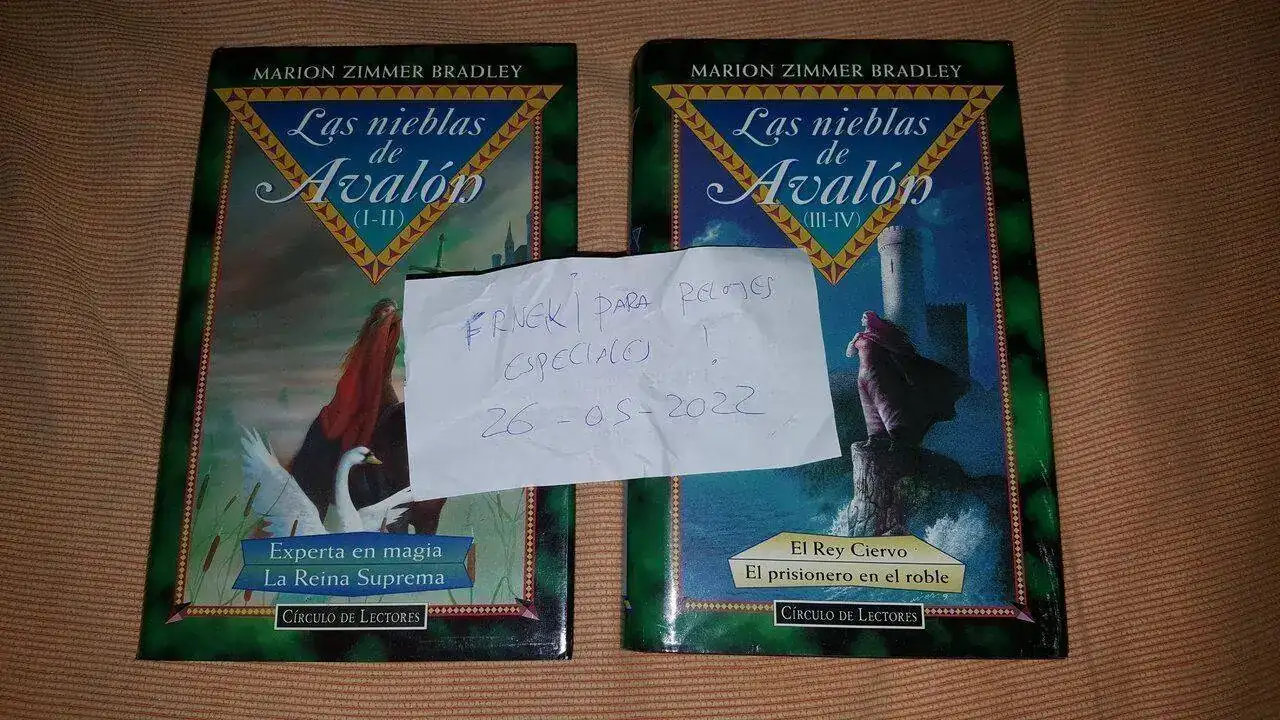 MARION ZIMMER BRADLEY
Las nieblas
de
Avalón
(I-II)
Experta en magia
La Reina Suprema
CÍRCULO DE LECTORES
MARION ZIMMER BRADLEY
Las nieblas
de
Avalón
(III-IV)
El Rey Ciervo
El prisionero en el roble
CÍRCULO DE LECTORES
ERNEKI PARA RELOJES
ESPECIALES !
26-05-2022